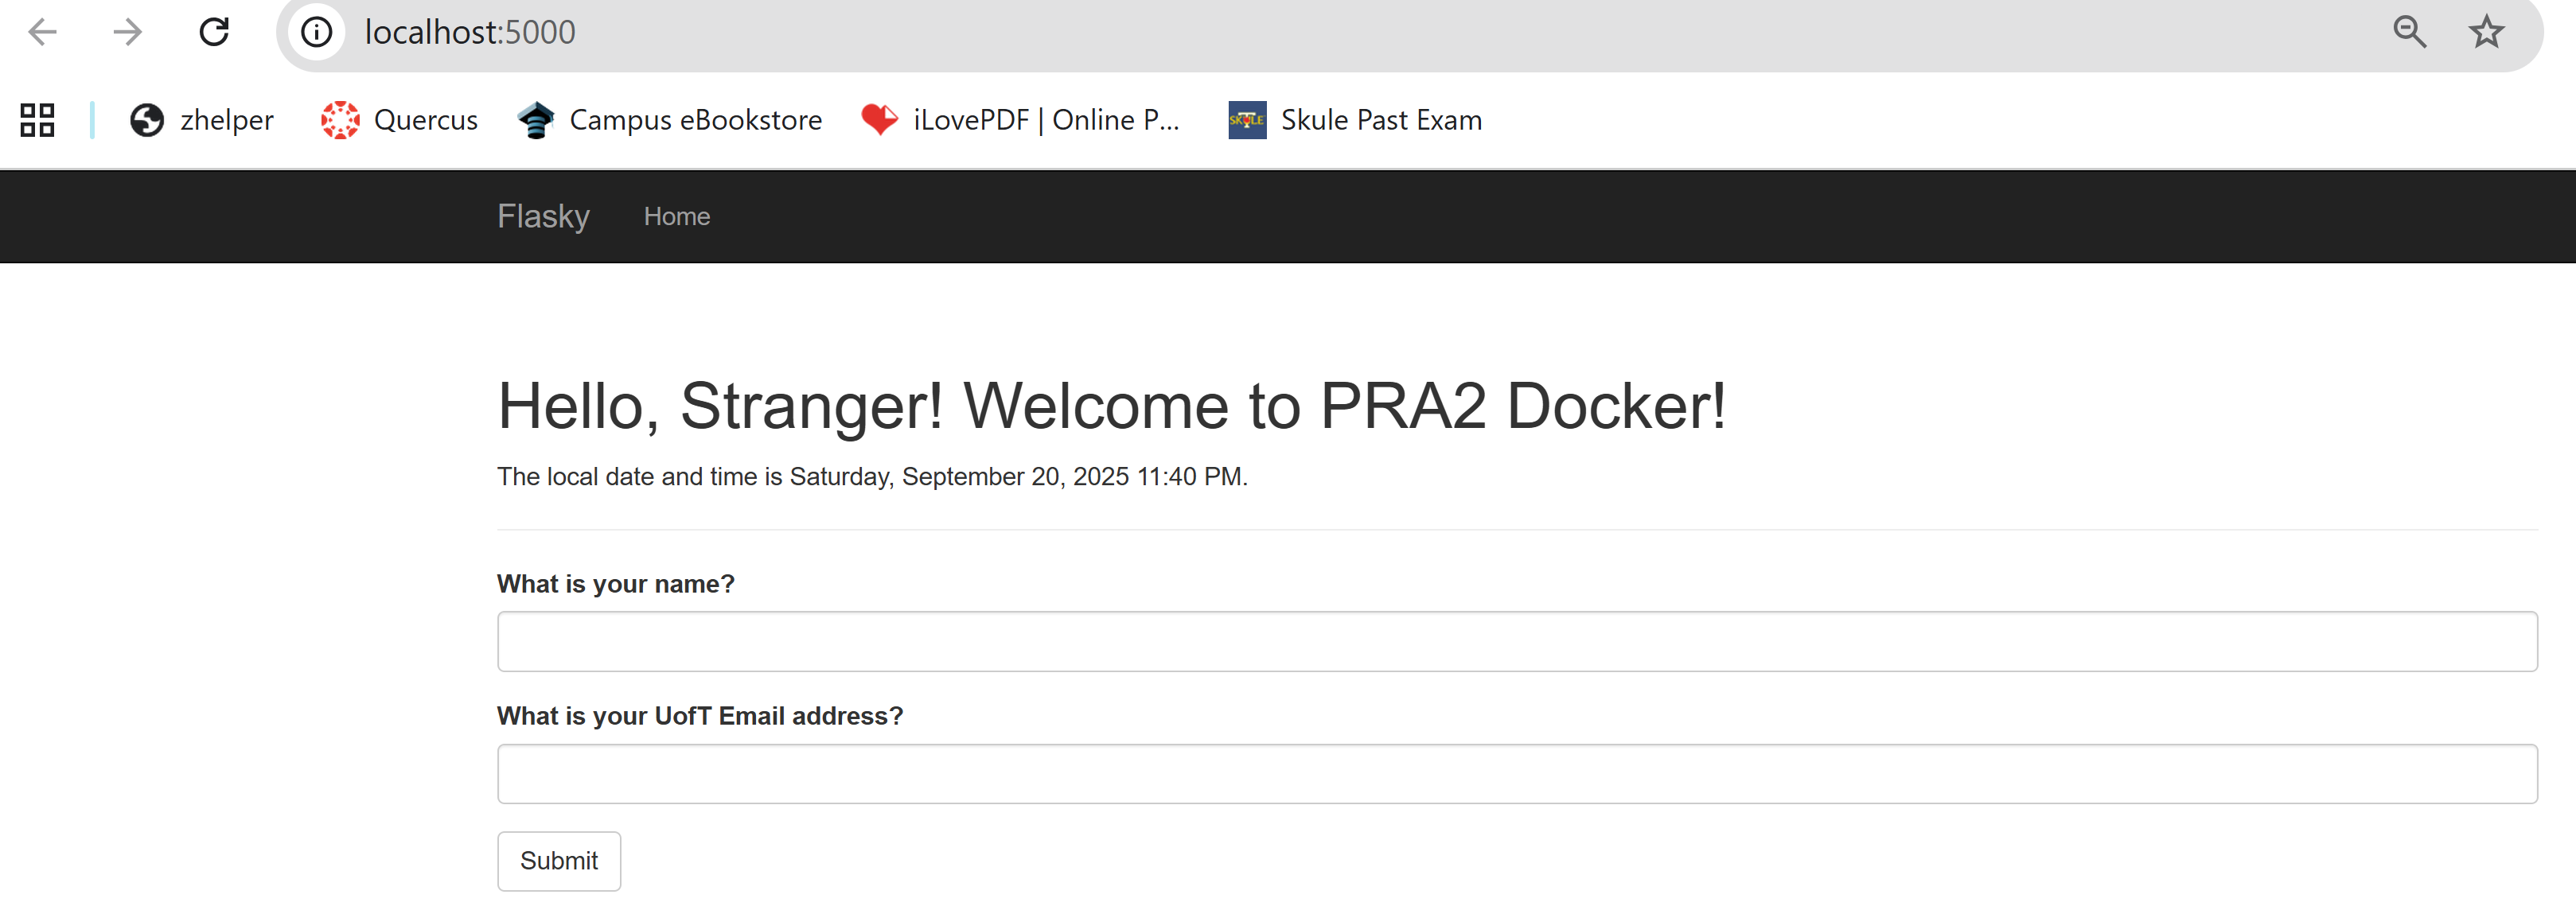 localhost:5000
zhelper Quercus Campus eBookstore iLovePDF | Online P... SKULE Skule Past Exam
Flasky Home
Hello, Stranger! Welcome to PRA2 Docker!
The local date and time is Saturday, September 20, 2025 11:40 PM.
What is your name?
What is your UofT Email address?
Submit